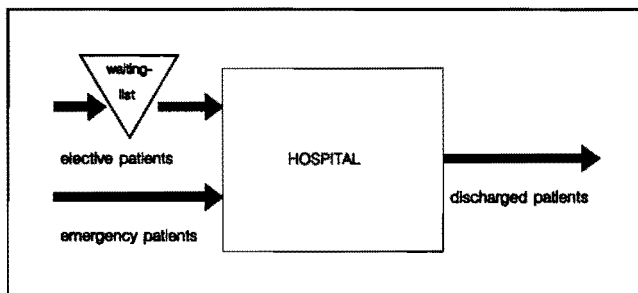 waiting-
list
elective patients
HOSPITAL
discharged patients
emergency patients